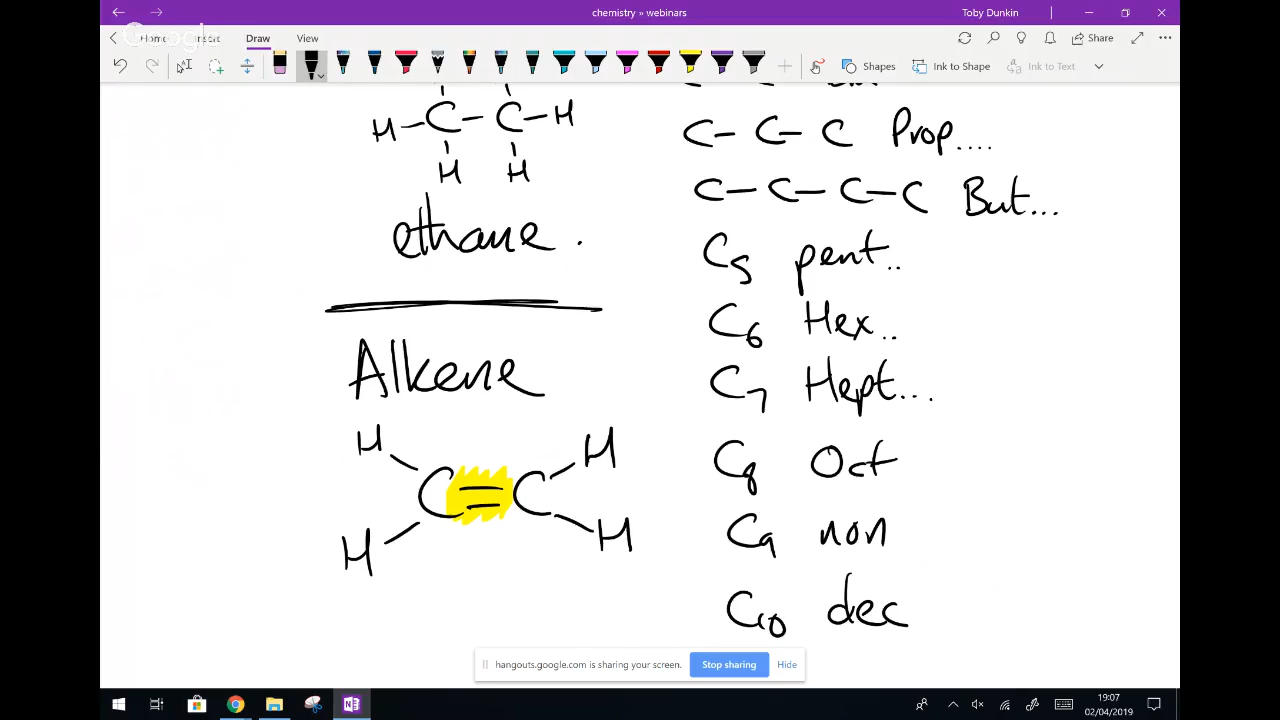 chemistry » webinars
Toby Dunkin
Google
Home
Insert
Draw
View
Share
Shapes
Ink to Shape
Ink to Text
H-C-C-H
H H
ethane.
Alkene
H H
C=C
H H
C-C-C Prop....
C-C-C-C But...
C5 pent..
C6 Hex..
C7 Hept...
C8 Oct
C9 non
C10 dec
hangouts.google.com is sharing your screen.
Stop sharing
Hide
19:07
02/04/2019